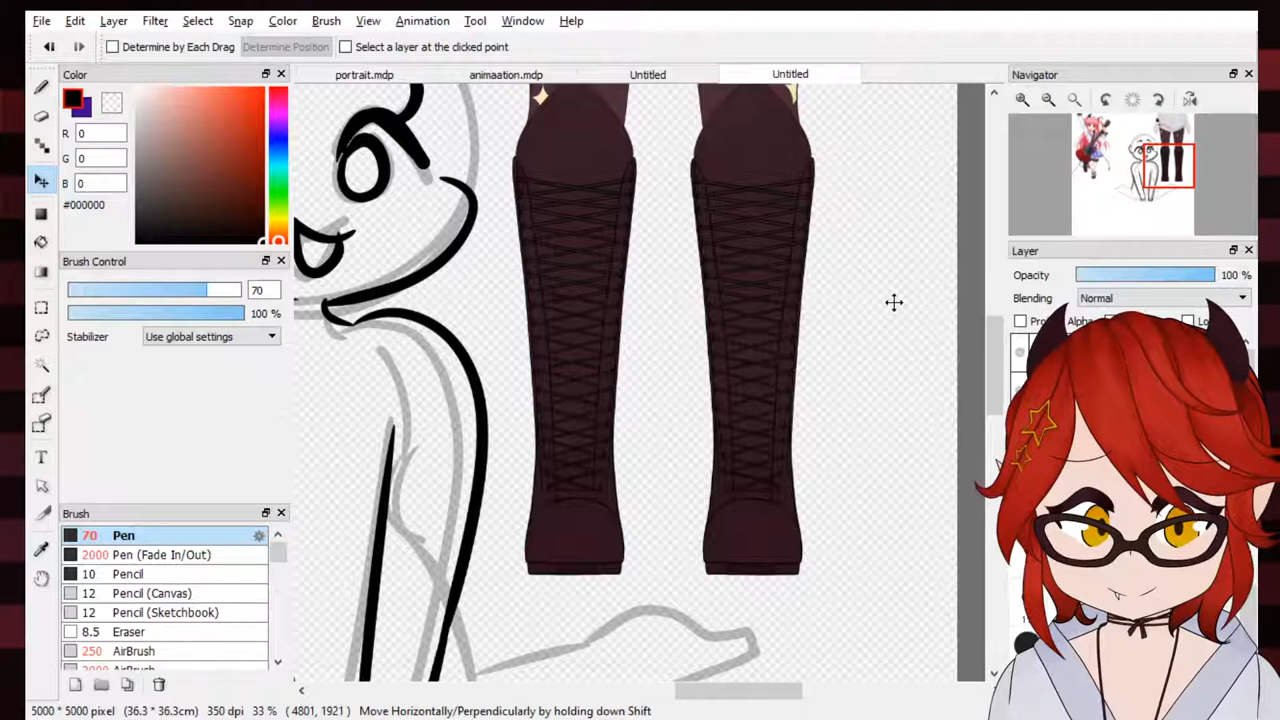 File Edit Layer Filter Select Snap Color Brush View Animation Tool Window Help
Determine by Each Drag Determine Position Select a layer at the clicked point
Color
portrait.mdp animaation.mdp Untitled Untitled
Navigator
R 0
G 0
B 0
#000000
Brush Control
Layer
70
Opacity 100 %
100 %
Blending Normal
Stabilizer Use global settings
Alpha
Brush
70 Pen
2000 Pen (Fade In/Out)
10 Pencil
12 Pencil (Canvas)
12 Pencil (Sketchbook)
8.5 Eraser
250 AirBrush
5000 * 5000 pixel (36.3 * 36.3cm) 350 dpi 33 % ( 4801, 1921 ) Move Horizontally/Perpendicularly by holding down Shift